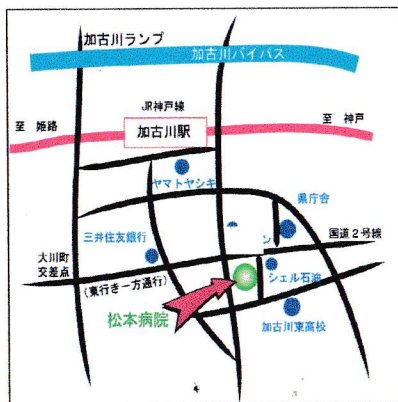 加古川ランプ
加古川バイパス
JR神戸線
至 姫路
加古川駅
至 神戸
ヤマトヤシキ
県庁舎
三井住友銀行
ン
国道2号線
大川町
交差点
シェル石油
(東行き一方通行)
松本病院
加古川東高校